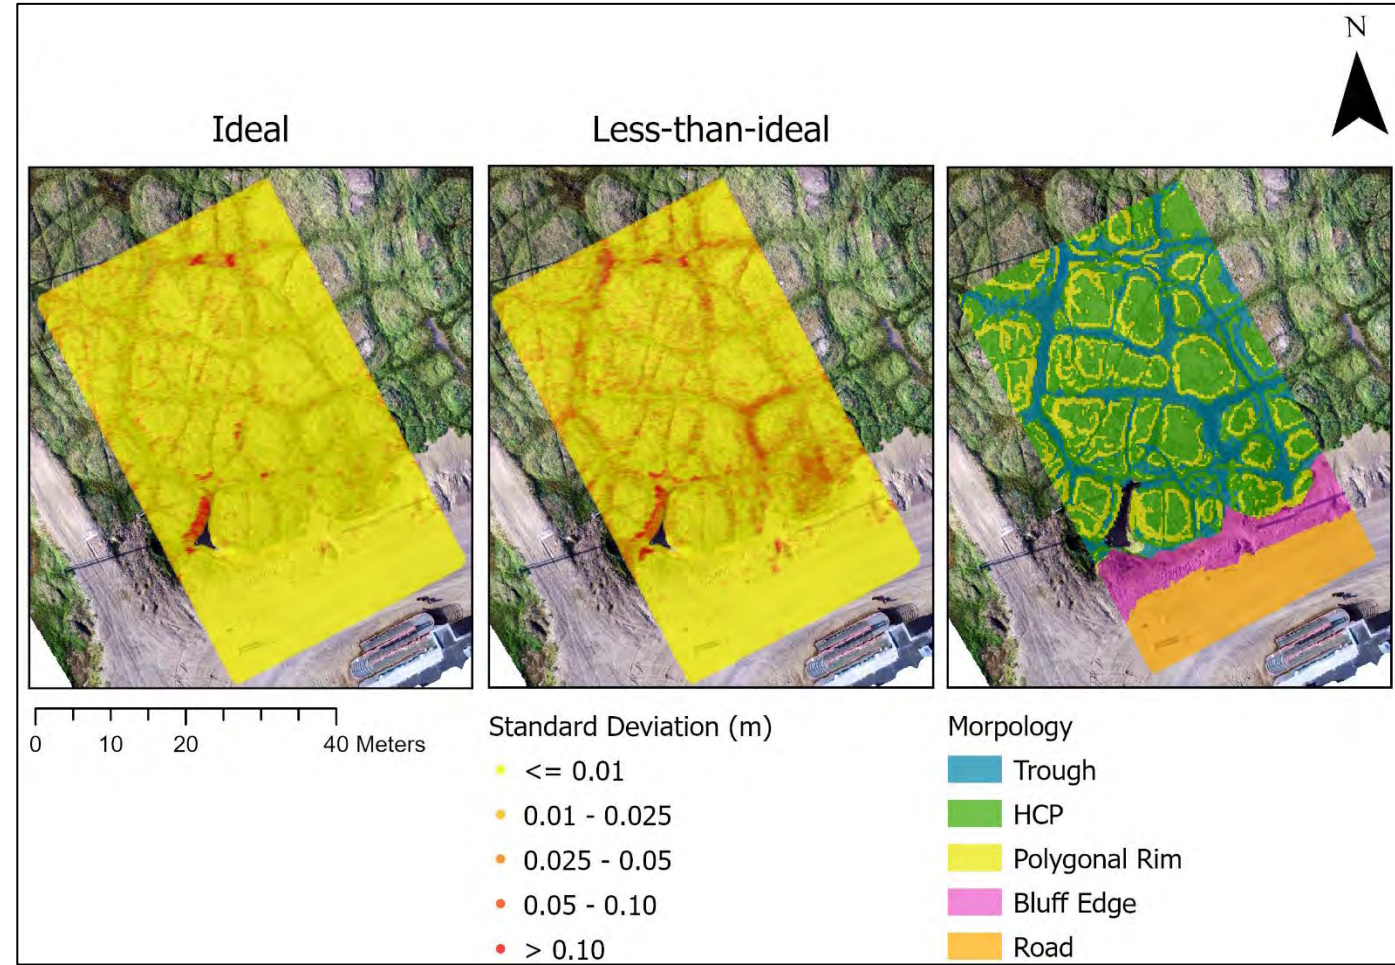 N
Ideal
Less-than-ideal
0 10 20 40 Meters
Standard Deviation (m)
<= 0.01
0.01 - 0.025
0.025 - 0.05
0.05 - 0.10
> 0.10
Morpology
Trough
HCP
Polygonal Rim
Bluff Edge
Road